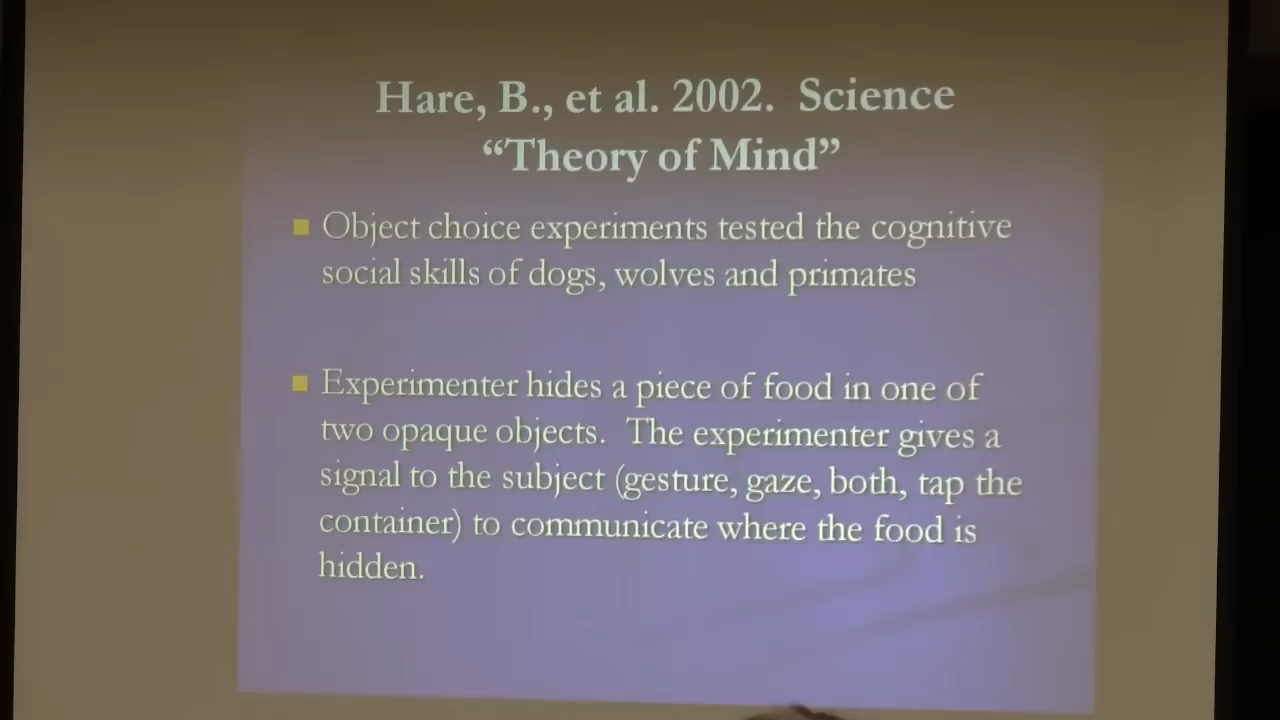 Hare, B., et al. 2002. Science
“Theory of Mind”
Object choice experiments tested the cognitive
social skills of dogs, wolves and primates
Experimenter hides a piece of food in one of
two opaque objects. The experimenter gives a
signal to the subject (gesture, gaze, both, tap the
container) to communicate where the food is
hidden.